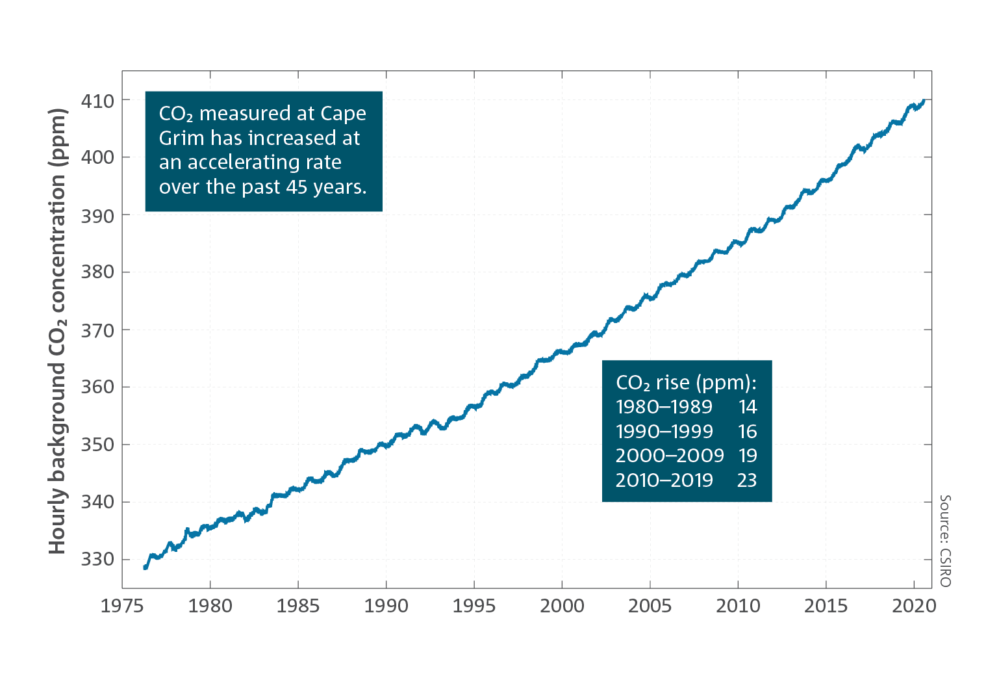 CO₂ measured at Cape
Grim has increased at
an accelerating rate
over the past 45 years.
Hourly background CO₂ concentration (ppm)
410
400
390
380
370
360
350
340
330
CO₂ rise (ppm):
1980–1989 14
1990–1999 16
2000–2009 19
2010–2019 23
Source: CSIRO
1975 1980 1985 1990 1995 2000 2005 2010 2015 2020